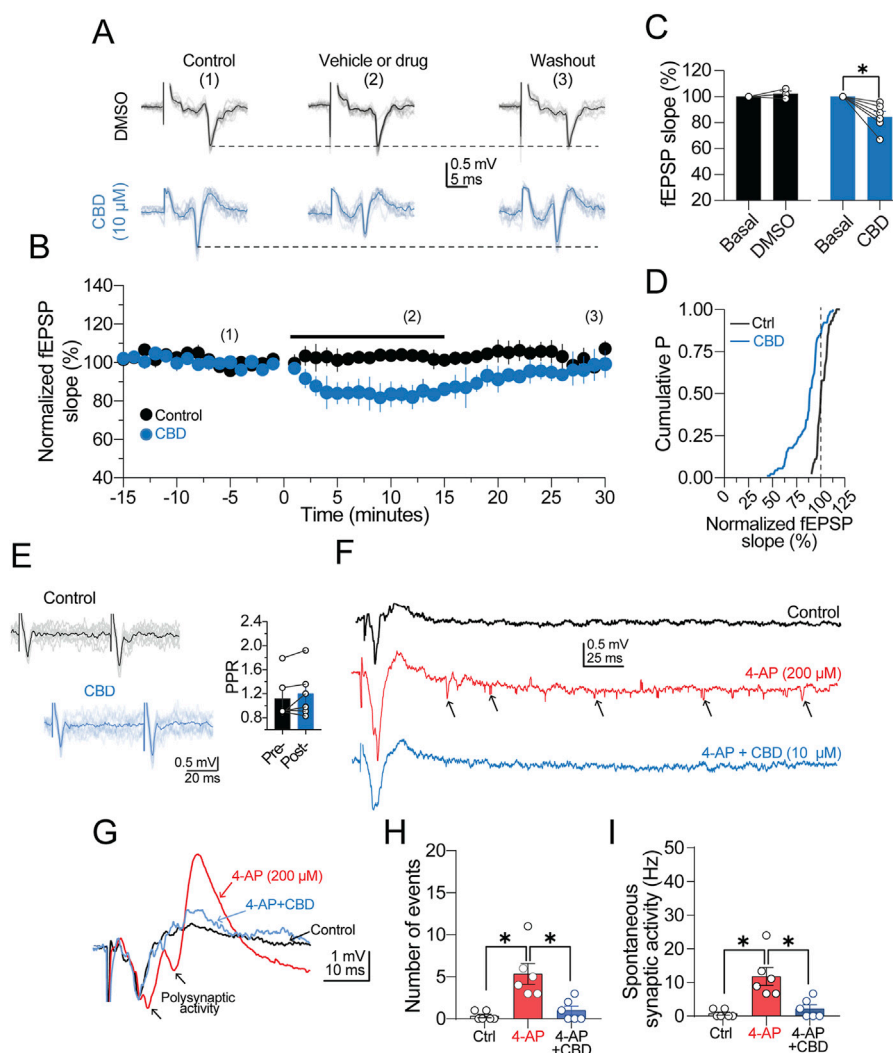 A
Control
(1)
Vehicle or drug
(2)
Washout
(3)
DMSO
0.5 mV
5 ms
CBD
(10 µM)
C
fEPSP slope (%)
120
100
80
60
40
20
*
Basal
DMSO
Basal
CBD
B
Normalized fEPSP
slope (%)
140
120
100
80
60
40
(1)
(2)
(3)
Control
CBD
-15
-10
-5
0
5
10
15
20
25
30
Time (minutes)
D
Cumulative P
1.00
0.75
0.50
0.25
0.00
Ctrl
CBD
0
25
50
75
100
125
Normalized fEPSP
slope (%)
E
Control
CBD
0.5 mV
20 ms
PPR
2.4
2.0
1.6
1.2
0.8
Pre-
Post-
F
Control
0.5 mV
25 ms
4-AP (200 µM)
4-AP + CBD (10 µM)
G
4-AP (200 µM)
4-AP+CBD
Control
1 mV
10 ms
Polysynaptic
activity
H
Number of events
20
15
10
5
0
*
*
Ctrl
4-AP
4-AP
+CBD
I
Spontaneous
synaptic activity (Hz)
50
40
30
20
10
0
*
*
Ctrl
4-AP
4-AP
+CBD